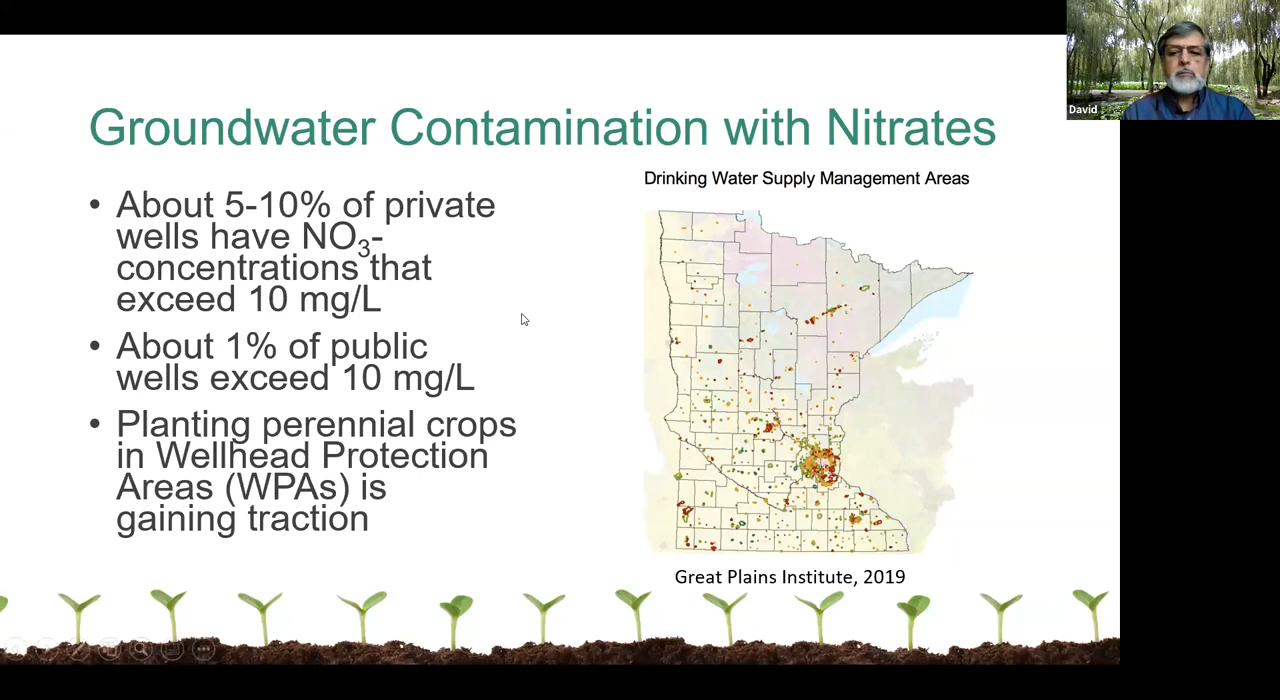 Groundwater Contamination with Nitrates
David
Drinking Water Supply Management Areas
• About 5-10% of private
wells have NO3-
concentrations that
exceed 10 mg/L
• About 1% of public
wells exceed 10 mg/L
• Planting perennial crops
in Wellhead Protection
Areas (WPAs) is
gaining traction
Great Plains Institute, 2019